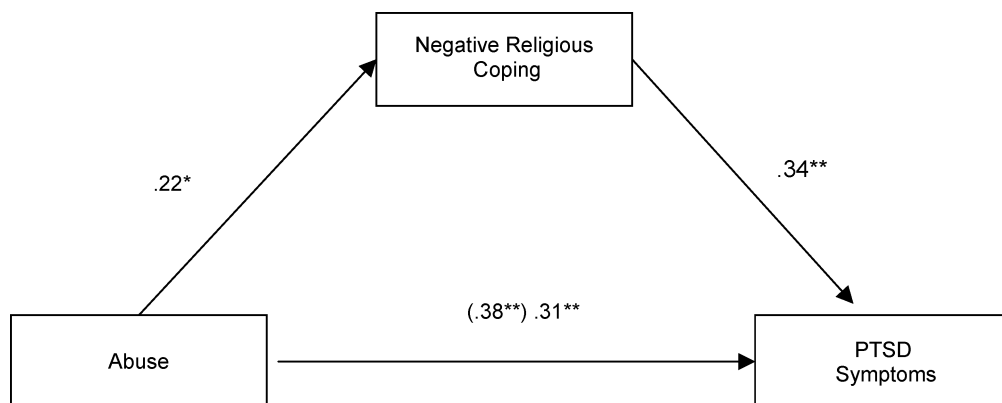 Negative Religious
Coping
.22*
.34**
(.38**) .31**
Abuse
PTSD
Symptoms